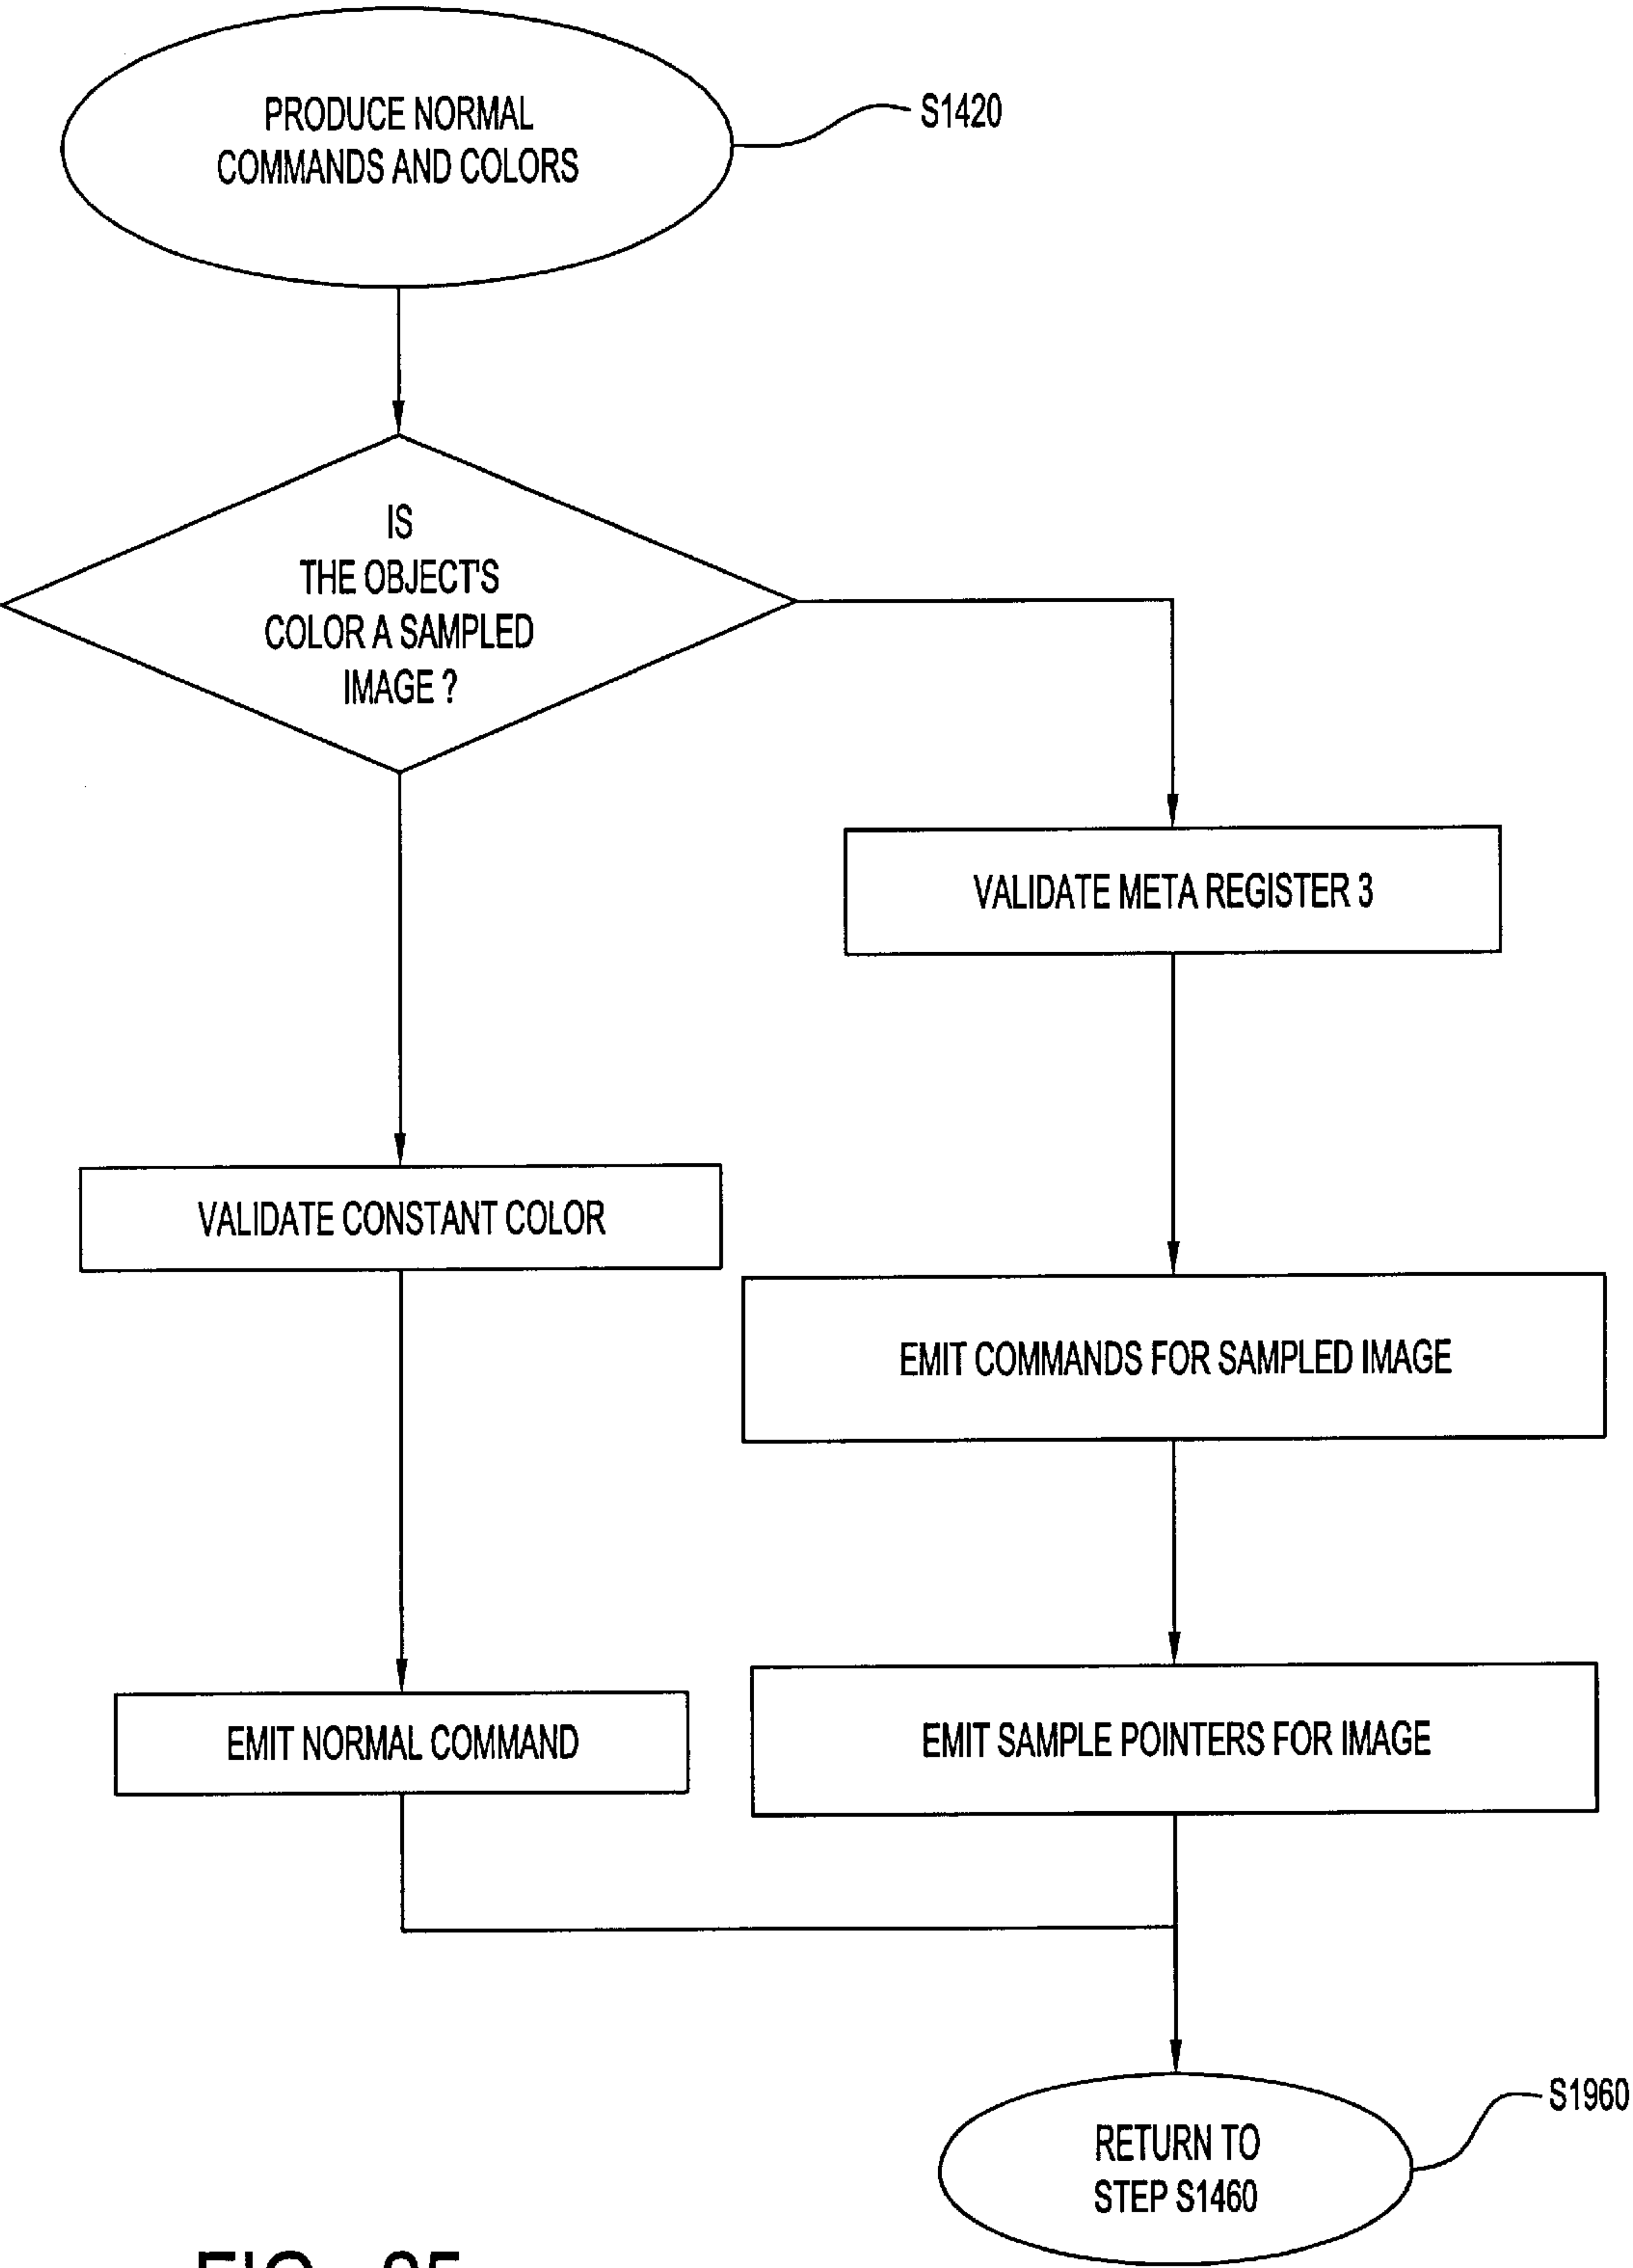 PRODUCE NORMAL
COMMANDS AND COLORS
S1420
IS
THE OBJECT'S
COLOR A SAMPLED
IMAGE ?
VALIDATE META REGISTER 3
VALIDATE CONSTANT COLOR
EMIT COMMANDS FOR SAMPLED IMAGE
EMIT NORMAL COMMAND
EMIT SAMPLE POINTERS FOR IMAGE
S1960
RETURN TO
STEP S1460